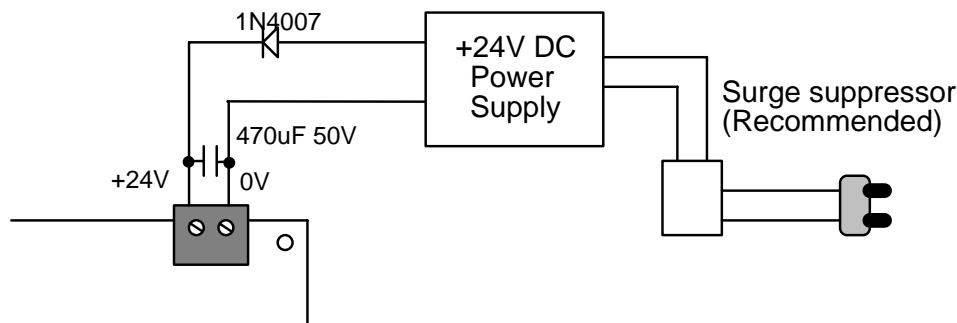 1N4007
+24V DC
Power
Supply
Surge suppressor
(Recommended)
470uF 50V
+24V
0V